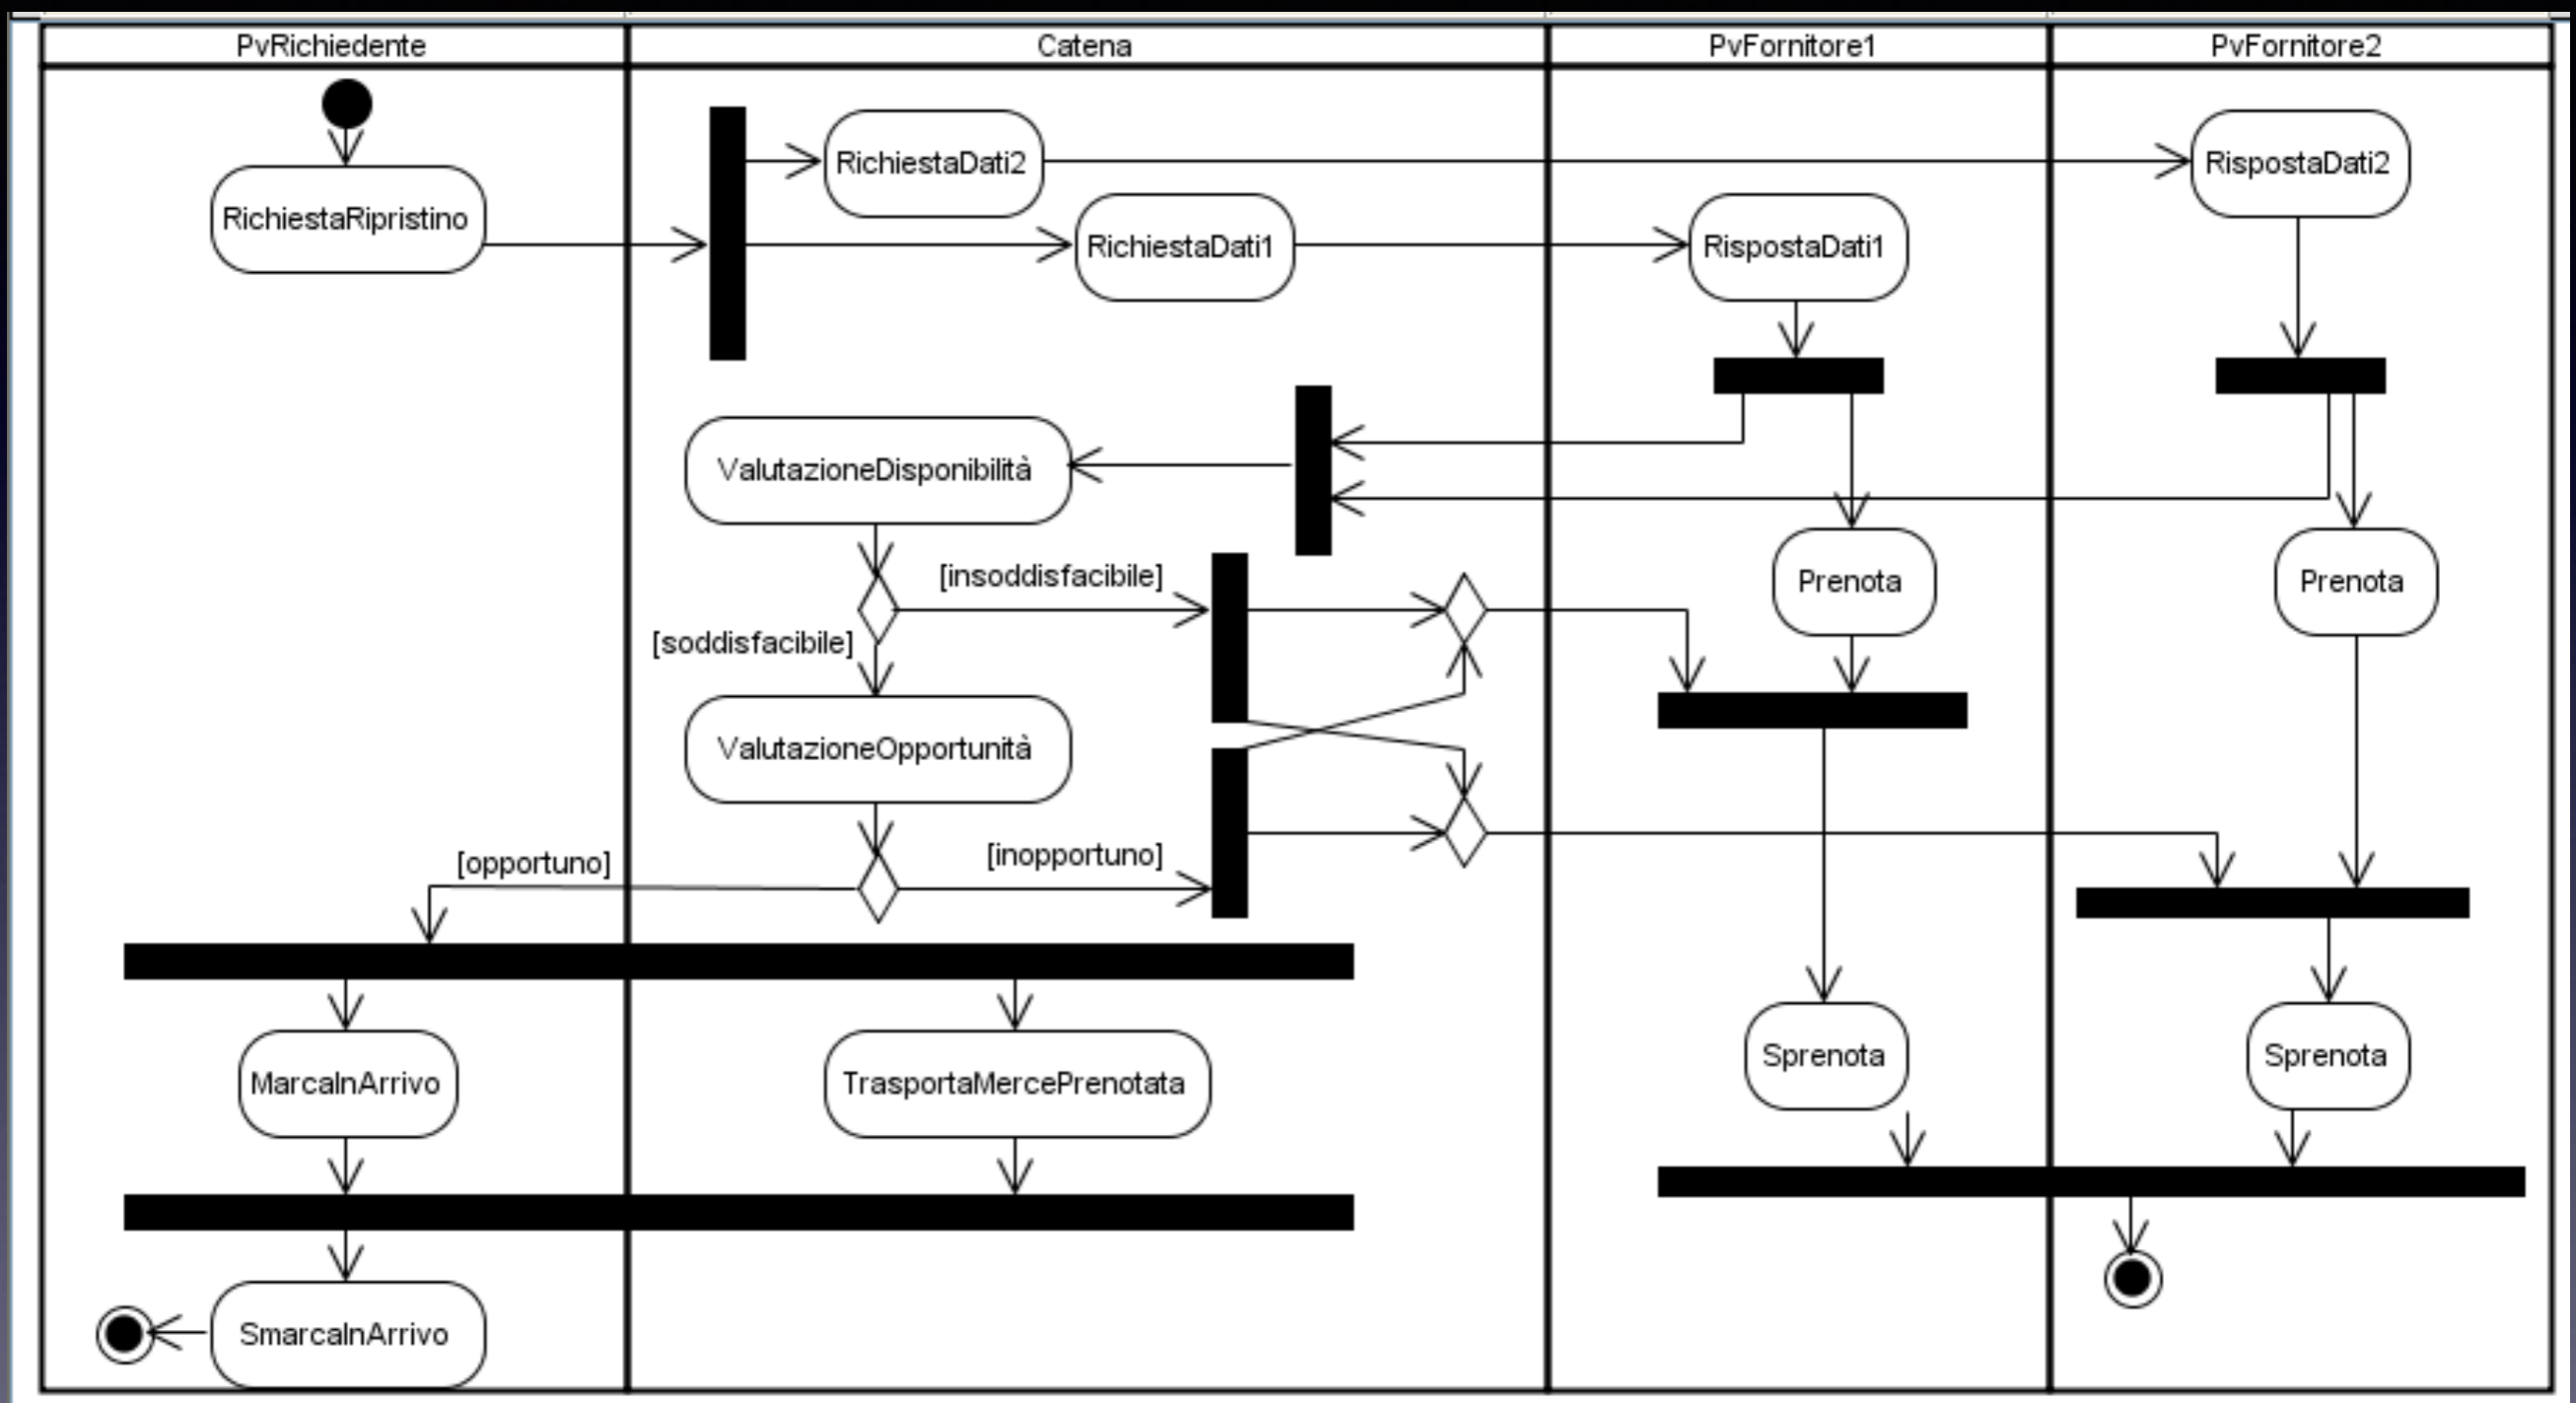 PvRichiedente
Catena
PvFornitore1
PvFornitore2
RichiestaDati2
RispostaDati2
RichiestaRipristino
RichiestaDati1
RispostaDati1
ValutazioneDisponibilità
[insoddisfacibile]
Prenota
Prenota
[soddisfacibile]
ValutazioneOpportunità
[opportuno]
[inopportuno]
MarcaInArrivo
TrasportaMercePrenotata
Sprenota
Sprenota
SmarcaInArrivo